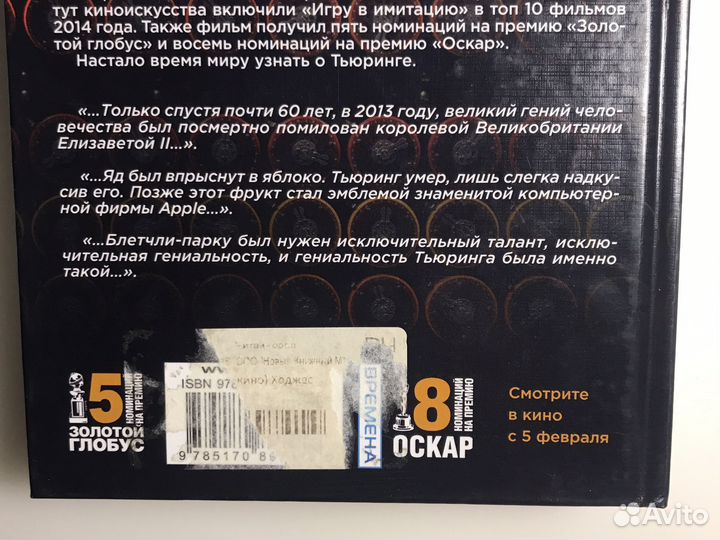 тут киноискусства включили «Игру в имитацию» в топ 10 фильмов
2014 года. Также фильм получил пять номинаций на премию «Золо-
той глобус» и восемь номинаций на премию «Оскар».
Настало время миру узнать о Тьюринге.
«...Только спустя почти 60 лет, в 2013 году, великий гений чело-
вечества был посмертно помилован королевой Великобритании
Елизаветой II...».
«...Яд был впрыснут в яблоко. Тьюринг умер, лишь слегка надку-
сив его. Позже этот фрукт стал эмблемой знаменитой компьютер-
ной фирмы Apple...».
«...Блетчли-парку был нужен исключительный талант, исклю-
чительная гениальность, и гениальность Тьюринга была именно
такой...».
5 НОМИНАЦИЙ
НА ПРЕМИЮ
ЗОЛОТОЙ
ГЛОБУС
ООО
кино) Ходжес
ISBN 978
9 785170 8
ВРЕМЕНА
8 НОМИНАЦИЙ
НА ПРЕМИЮ
ОСКАР
Смотрите
в кино
с 5 февраля
Avito